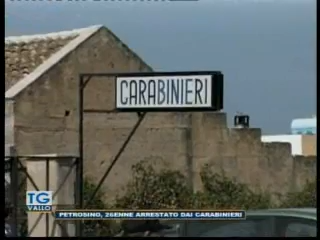 CARABINIERI
TG
VALLO
PETROSINO, 26ENNE ARRESTATO DAI CARABINIERI